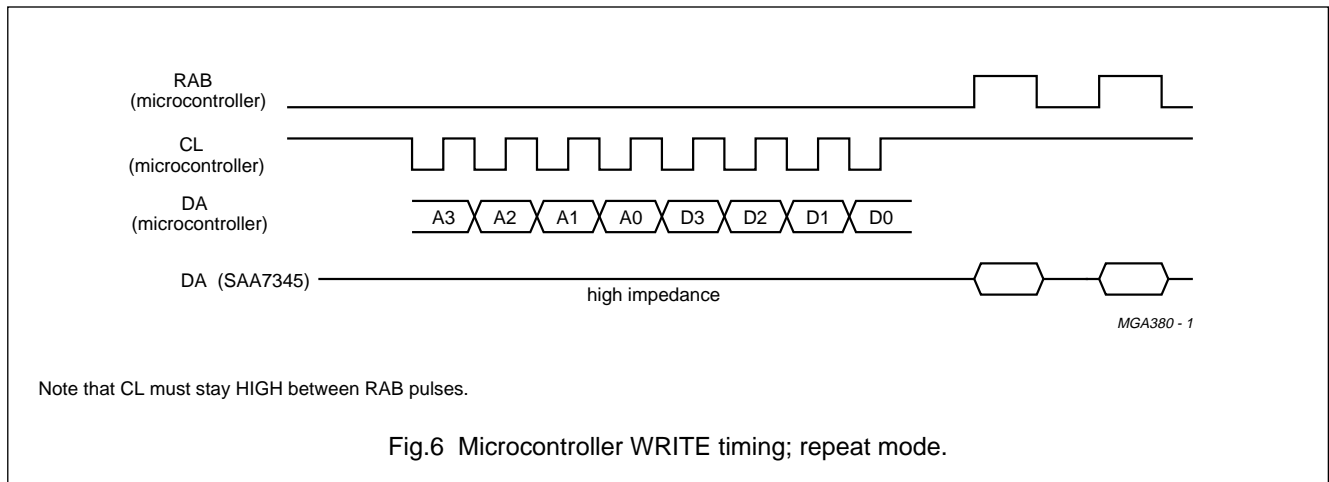 RAB
(microcontroller)
CL
(microcontroller)
DA
(microcontroller)
A3 A2 A1 A0 D3 D2 D1 D0
DA (SAA7345)
high impedance
MGA380 - 1
Note that CL must stay HIGH between RAB pulses.
Fig.6 Microcontroller WRITE timing; repeat mode.